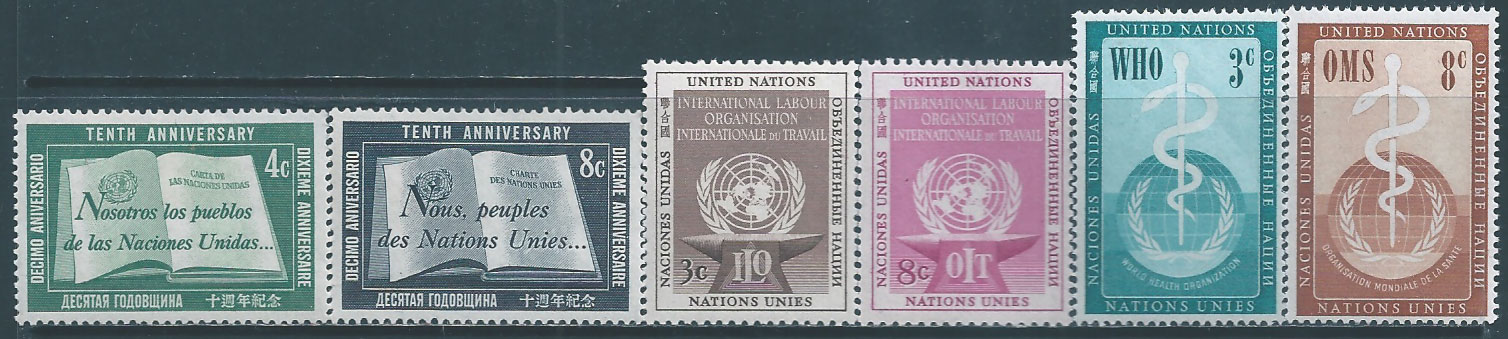 TENTH ANNIVERSARY
4c
DECIMO ANIVERSARIO
CARTA DE
LAS NACIONES UNIDAS
Nosotros los pueblos
de las Naciones Unidas...
DIXIEME ANNIVERSAIRE
ДЕСЯТАЯ ГОДОВЩИНА 十週年紀念
TENTH ANNIVERSARY
8c
DECIMO ANIVERSARIO
CHARTE
DES NATIONS UNIES
Nous, peuples
des Nations Unies...
DIXIEME ANNIVERSAIRE
ДЕСЯТАЯ ГОДОВЩИНА 十週年紀念
UNITED NATIONS
INTERNATIONAL LABOUR
ORGANISATION
INTERNATIONALE DU TRAVAIL
NACIONES UNIDAS 聯合國
ОБЪЕДИНЕННЫЕ НАЦИИ
3c
ILO
NATIONS UNIES
UNITED NATIONS
INTERNATIONAL LABOUR
ORGANISATION
INTERNATIONALE DU TRAVAIL
NACIONES UNIDAS 聯合國
ОБЪЕДИНЕННЫЕ НАЦИИ
8c
OIT
NATIONS UNIES
UNITED NATIONS
WHO 3c
NACIONES UNIDAS 聯合國
ОБЪЕДИНЕННЫЕ НАЦИИ
WORLD HEALTH ORGANIZATION
NATIONS UNIES
UNITED NATIONS
OMS 8c
NACIONES UNIDAS 聯合國
ОБЪЕДИНЕННЫЕ НАЦИИ
ORGANISATION MONDIALE DE LA SANTE
NATIONS UNIES